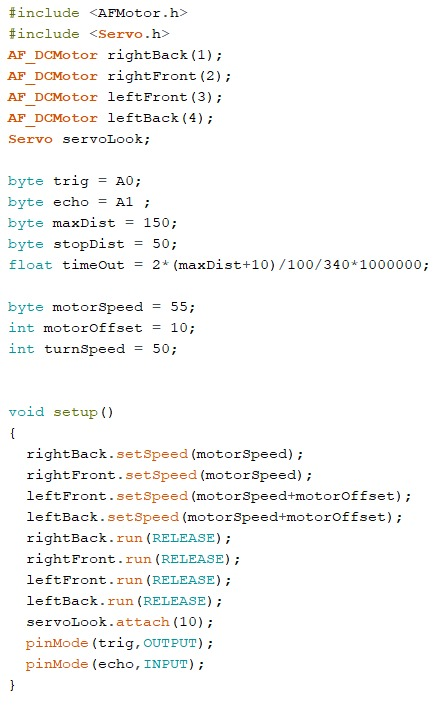 #include <AFMotor.h>
#include <Servo.h>
AF_DCMotor rightBack(1);
AF_DCMotor rightFront(2);
AF_DCMotor leftFront(3);
AF_DCMotor leftBack(4);
Servo servoLook;

byte trig = A0;
byte echo = A1 ;
byte maxDist = 150;
byte stopDist = 50;
float timeOut = 2*(maxDist+10)/100/340*1000000;

byte motorSpeed = 55;
int motorOffset = 10;
int turnSpeed = 50;


void setup()
{
  rightBack.setSpeed(motorSpeed);
  rightFront.setSpeed(motorSpeed);
  leftFront.setSpeed(motorSpeed+motorOffset);
  leftBack.setSpeed(motorSpeed+motorOffset);
  rightBack.run(RELEASE);
  rightFront.run(RELEASE);
  leftFront.run(RELEASE);
  leftBack.run(RELEASE);
  servoLook.attach(10);
  pinMode(trig,OUTPUT);
  pinMode(echo,INPUT);
}